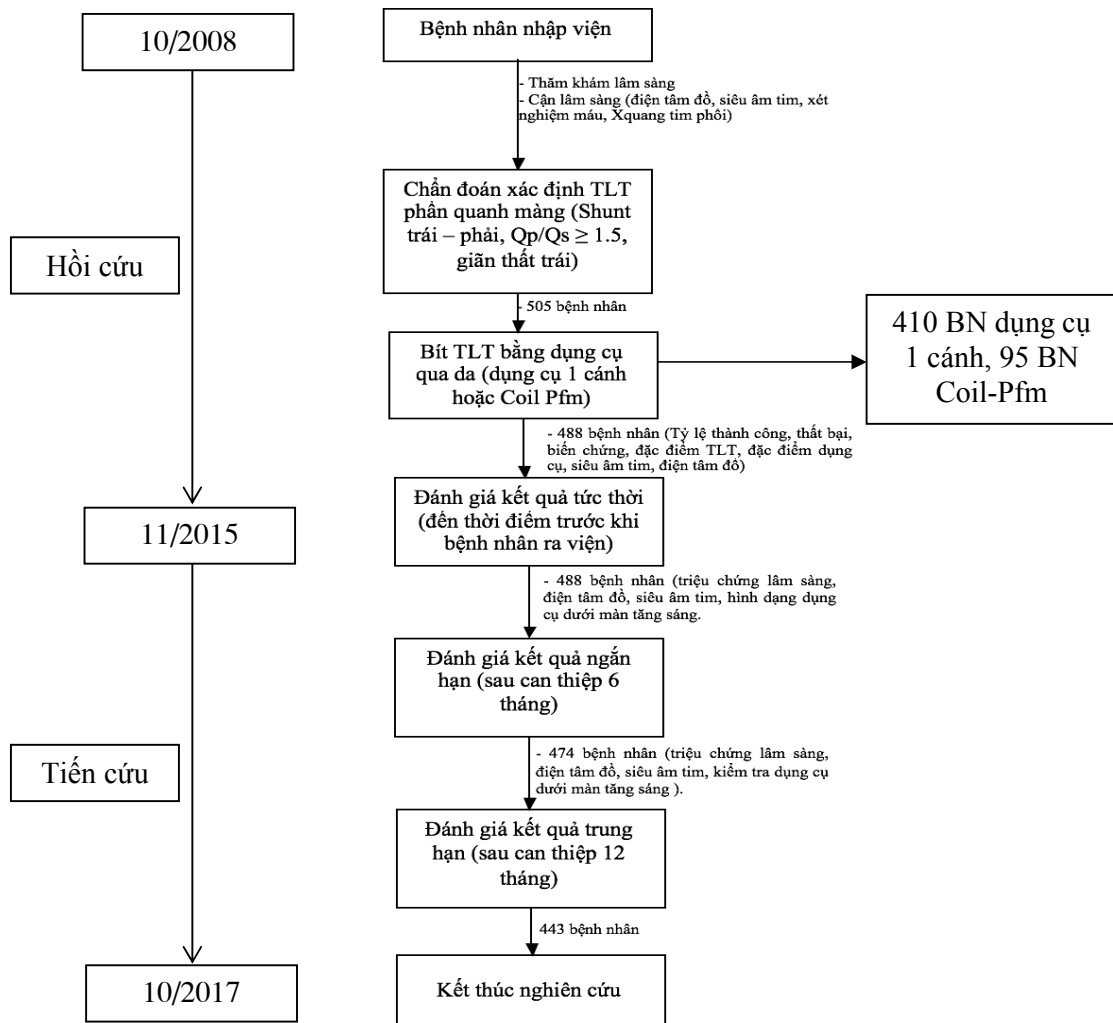 10/2008
Bệnh nhân nhập viện
- Thăm khám lâm sàng
- Cận lâm sàng (điện tâm đồ, siêu âm tim, xét
nghiệm máu, Xquang tim phổi)
Chẩn đoán xác định TLT
phần quanh màng (Shunt
trái – phải, Qp/Qs ≥ 1.5,
giãn thất trái)
Hồi cứu
- 505 bệnh nhân
Bít TLT bằng dụng cụ
qua da (dụng cụ 1 cánh
hoặc Coil Pfm)
410 BN dụng cụ
1 cánh, 95 BN
Coil-Pfm
- 488 bệnh nhân (Tỷ lệ thành công, thất bại,
biến chứng, đặc điểm TLT, đặc điểm dụng
cụ, siêu âm tim, điện tâm đồ)
11/2015
Đánh giá kết quả tức thời
(đến thời điểm trước khi
bệnh nhân ra viện)
- 488 bệnh nhân (triệu chứng lâm sàng,
điện tâm đồ, siêu âm tim, hình dạng dụng
cụ dưới màn tăng sáng.
Đánh giá kết quả ngắn
hạn (sau can thiệp 6
tháng)
Tiến cứu
- 474 bệnh nhân (triệu chứng lâm sàng,
điện tâm đồ, siêu âm tim, kiểm tra dụng cụ
dưới màn tăng sáng ).
Đánh giá kết quả trung
hạn (sau can thiệp 12
tháng)
443 bệnh nhân
10/2017
Kết thúc nghiên cứu